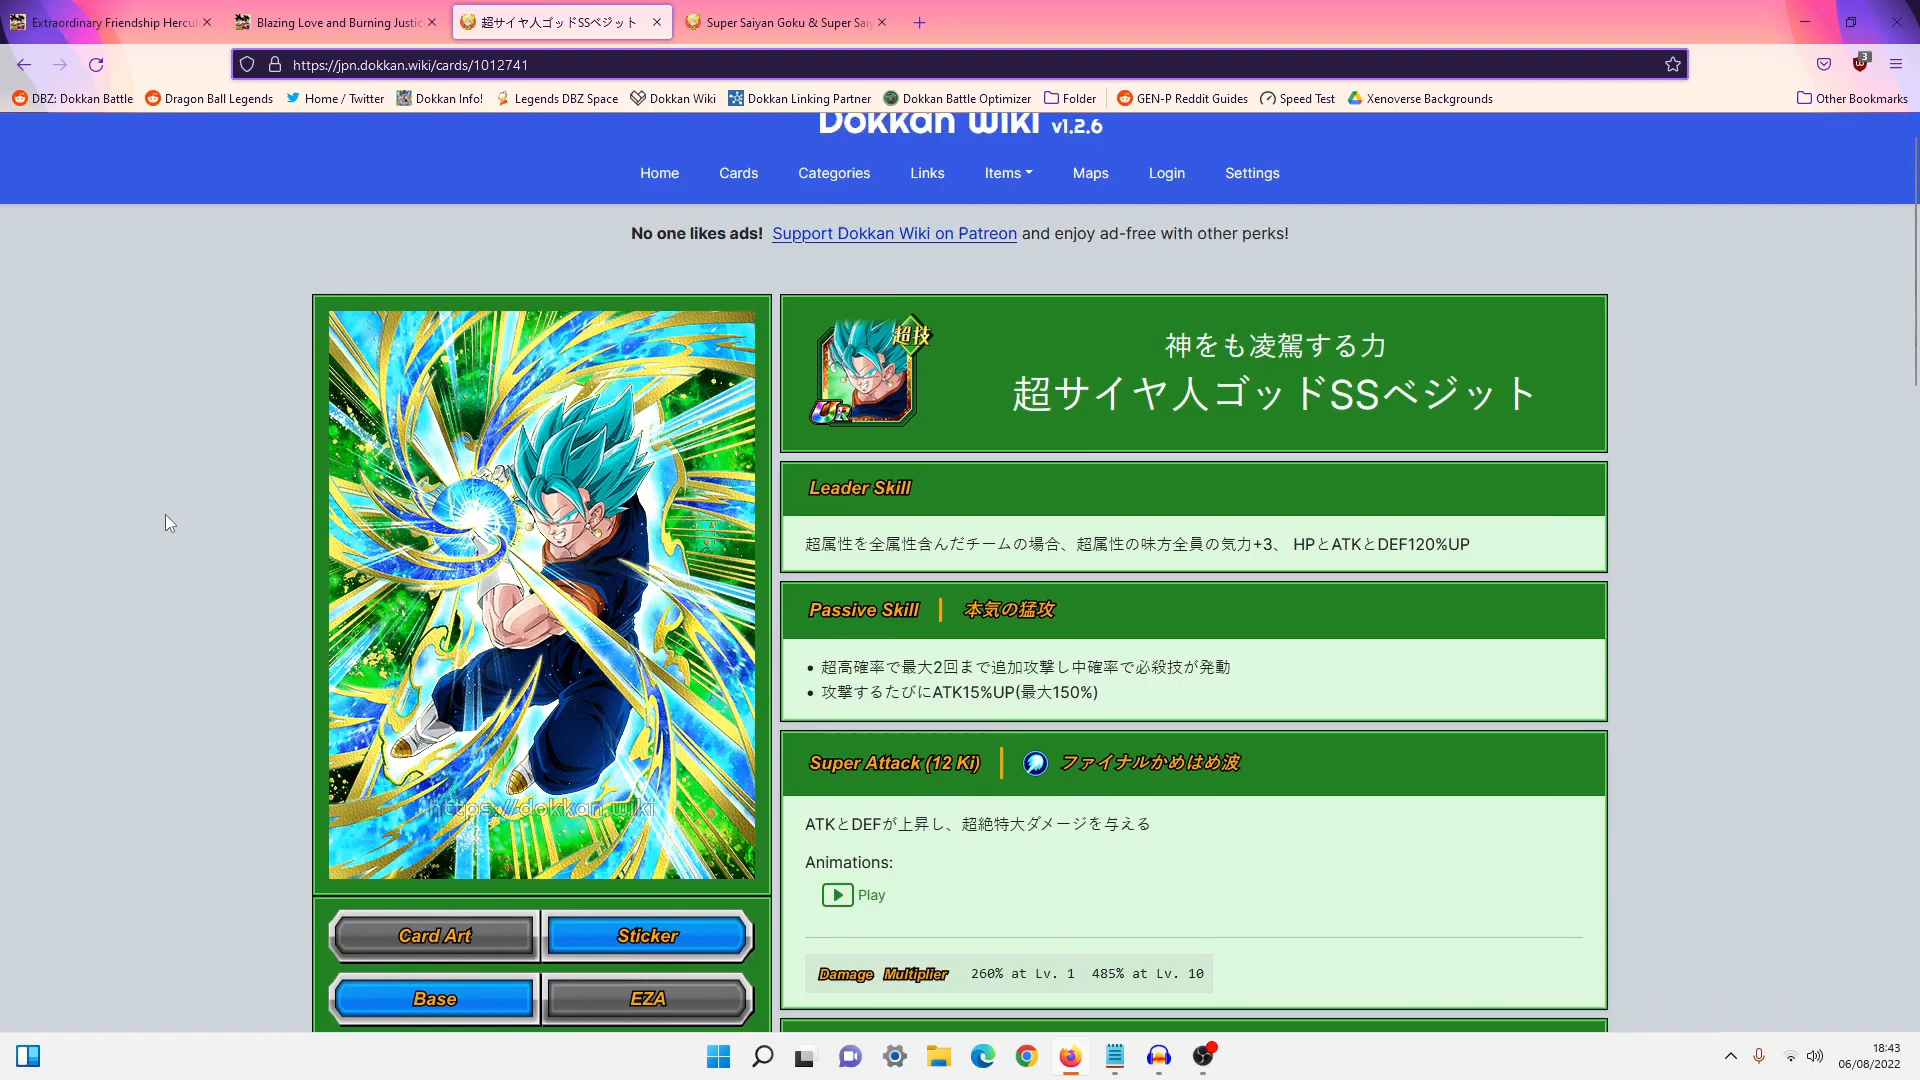 Extraordinary Friendship Hercul
Blazing Love and Burning Justic
超サイヤ人ゴッドSSベジット
Super Saiyan Goku & Super Sai
https://jpn.dokkan.wiki/cards/1012741
3
DBZ: Dokkan Battle
Dragon Ball Legends
Home / Twitter
Dokkan Info!
Legends DBZ Space
Dokkan Wiki
Dokkan Linking Partner
Dokkan Battle Optimizer
Folder
GEN-P Reddit Guides
Speed Test
Xenoverse Backgrounds
Other Bookmarks
Dokkan Wiki v1.2.6
Home Cards Categories Links Items Maps Login Settings
No one likes ads! Support Dokkan Wiki on Patreon and enjoy ad-free with other perks!
超技
UR
神をも凌駕する力
超サイヤ人ゴッドSSベジット
Leader Skill
超属性を全属性含んだチームの場合、超属性の味方全員の気力+3、 HPとATKとDEF120%UP
Passive Skill | 本気の猛攻
• 超高確率で最大2回まで追加攻撃し中確率で必殺技が発動
• 攻撃するたびにATK15%UP(最大150%)
Super Attack (12 Ki) | ファイナルかめはめ波
ATKとDEFが上昇し、超絶特大ダメージを与える
Animations:
Play
Damage Multiplier 260% at Lv. 1 485% at Lv. 10
https://dokkan.wiki
Card Art
Sticker
Base
EZA
18:43
06/08/2022